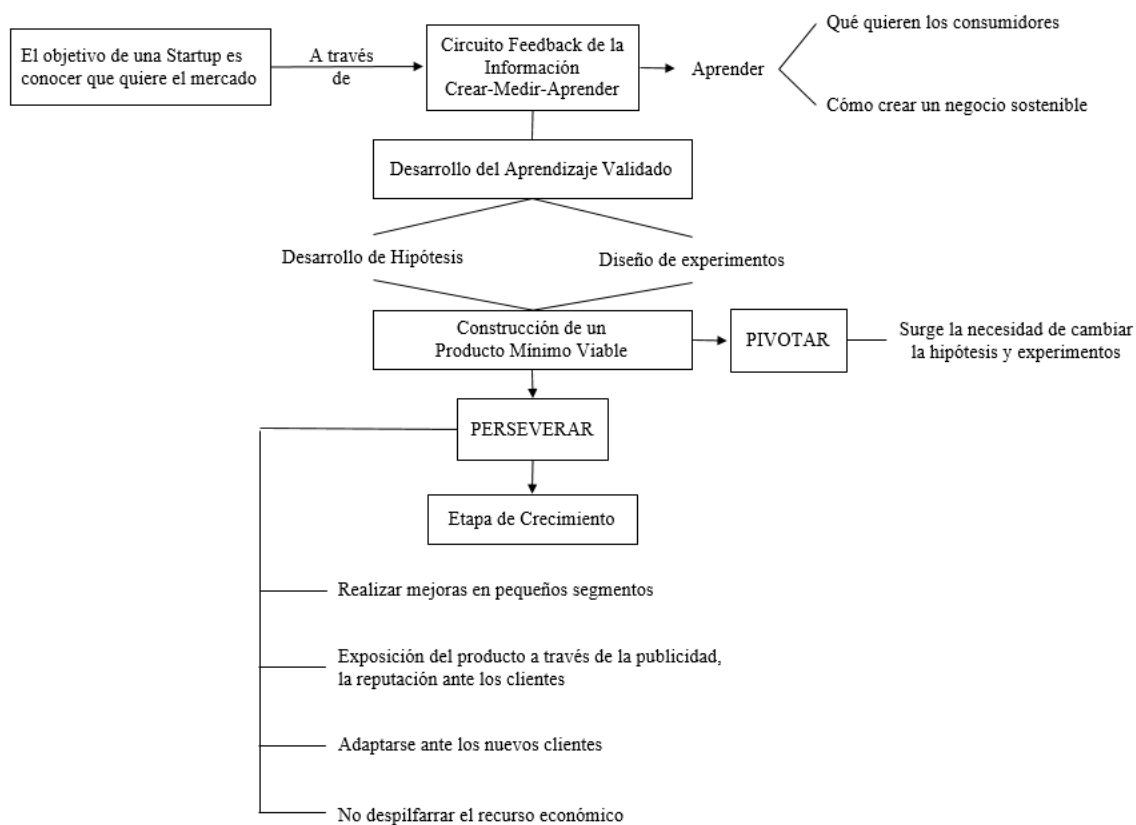 El objetivo de una Startup es
conocer que quiere el mercado
A través
de
Circuito Feedback de la
Información
Crear-Medir-Aprender
Aprender
Qué quieren los consumidores
Cómo crear un negocio sostenible
Desarrollo del Aprendizaje Validado
Desarrollo de Hipótesis
Diseño de experimentos
Construcción de un
Producto Mínimo Viable
PIVOTAR
Surge la necesidad de cambiar
la hipótesis y experimentos
PERSEVERAR
Etapa de Crecimiento
Realizar mejoras en pequeños segmentos
Exposición del producto a través de la publicidad,
la reputación ante los clientes
Adaptarse ante los nuevos clientes
No despilfarrar el recurso económico